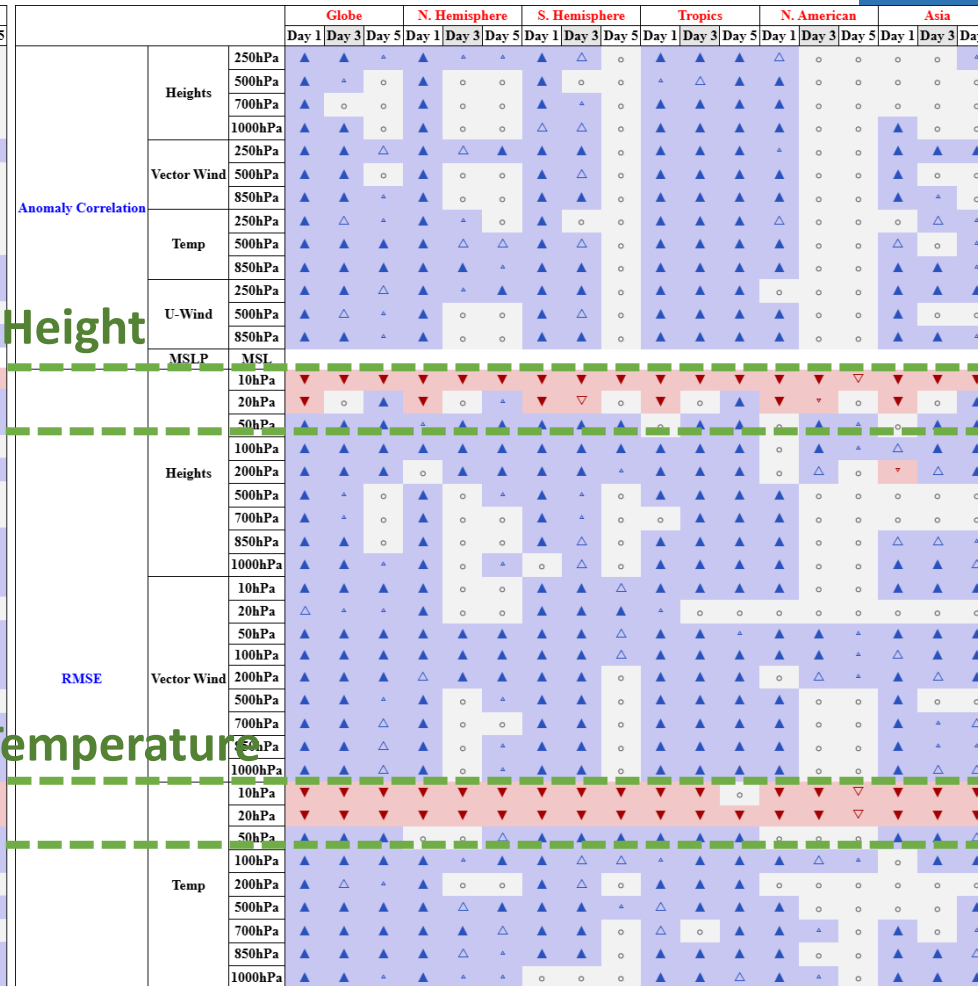 5
Globe N. Hemisphere S. Hemisphere Tropics N. American Asia
Day 1 Day 3 Day 5 Day 1 Day 3 Day 5 Day 1 Day 3 Day 5 Day 1 Day 3 Day 5 Day 1 Day 3 Day 5 Day 1 Day 3
Anomaly Correlation
Heights
250hPa
500hPa
700hPa
1000hPa
Vector Wind
250hPa
500hPa
850hPa
Temp
250hPa
500hPa
850hPa
U-Wind
250hPa
500hPa
850hPa
MSLP MSL
Height
RMSE
Heights
10hPa
20hPa
50hPa
100hPa
200hPa
500hPa
700hPa
850hPa
1000hPa
Vector Wind
10hPa
20hPa
50hPa
100hPa
200hPa
500hPa
700hPa
850hPa
1000hPa
emperature
Temp
10hPa
20hPa
50hPa
100hPa
200hPa
500hPa
700hPa
850hPa
1000hPa